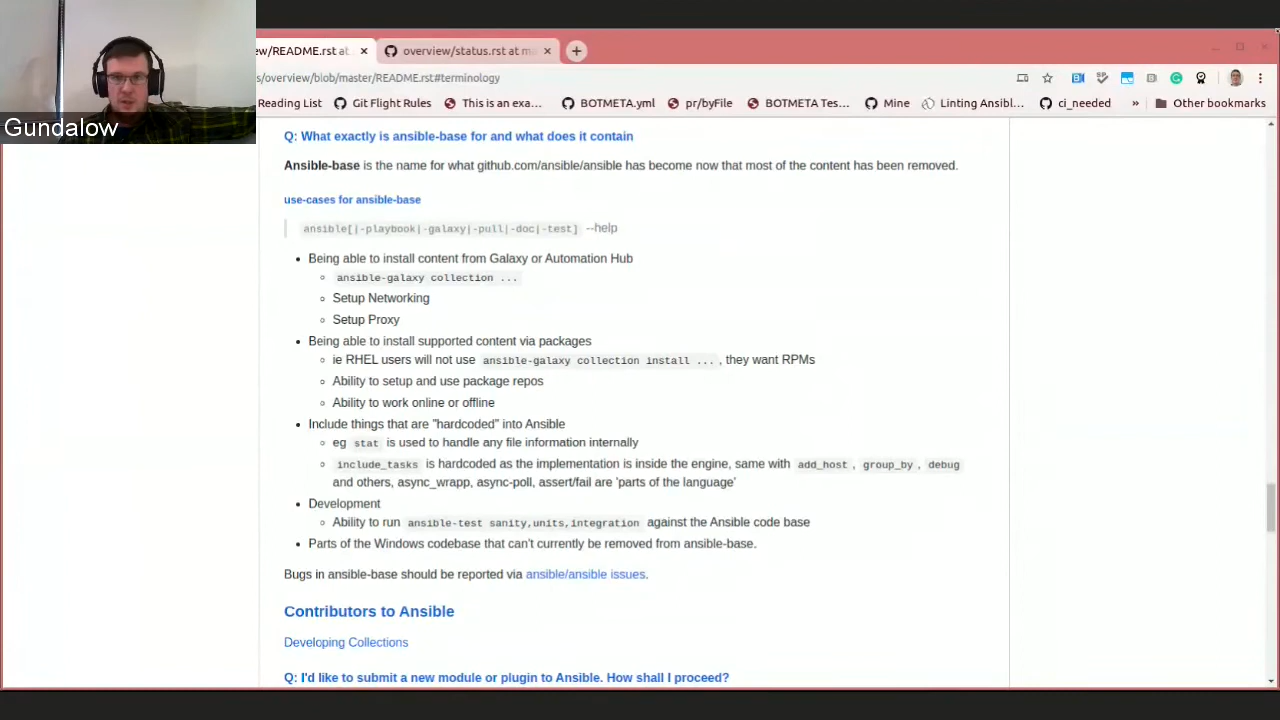 Gundalow
w/README.rst at
overview/status.rst at ma
s/overview/blob/master/README.rst#terminology
Reading List
Git Flight Rules
This is an exa...
BOTMETA.yml
pr/byFile
BOTMETA Tes...
Mine
Linting Ansibl...
ci_needed
»
Other bookmarks
Q: What exactly is ansible-base for and what does it contain
Ansible-base is the name for what github.com/ansible/ansible has become now that most of the content has been removed.
use-cases for ansible-base
ansible[|-playbook|-galaxy|-pull|-doc|-test] --help
Being able to install content from Galaxy or Automation Hub
ansible-galaxy collection ...
Setup Networking
Setup Proxy
Being able to install supported content via packages
ie RHEL users will not use ansible-galaxy collection install ... , they want RPMs
Ability to setup and use package repos
Ability to work online or offline
Include things that are "hardcoded" into Ansible
eg stat is used to handle any file information internally
include_tasks is hardcoded as the implementation is inside the engine, same with add_host , group_by , debug
and others, async_wrapp, async-poll, assert/fail are 'parts of the language'
Development
Ability to run ansible-test sanity,units,integration against the Ansible code base
Parts of the Windows codebase that can't currently be removed from ansible-base.
Bugs in ansible-base should be reported via ansible/ansible issues.
Contributors to Ansible
Developing Collections
Q: I'd like to submit a new module or plugin to Ansible. How shall I proceed?